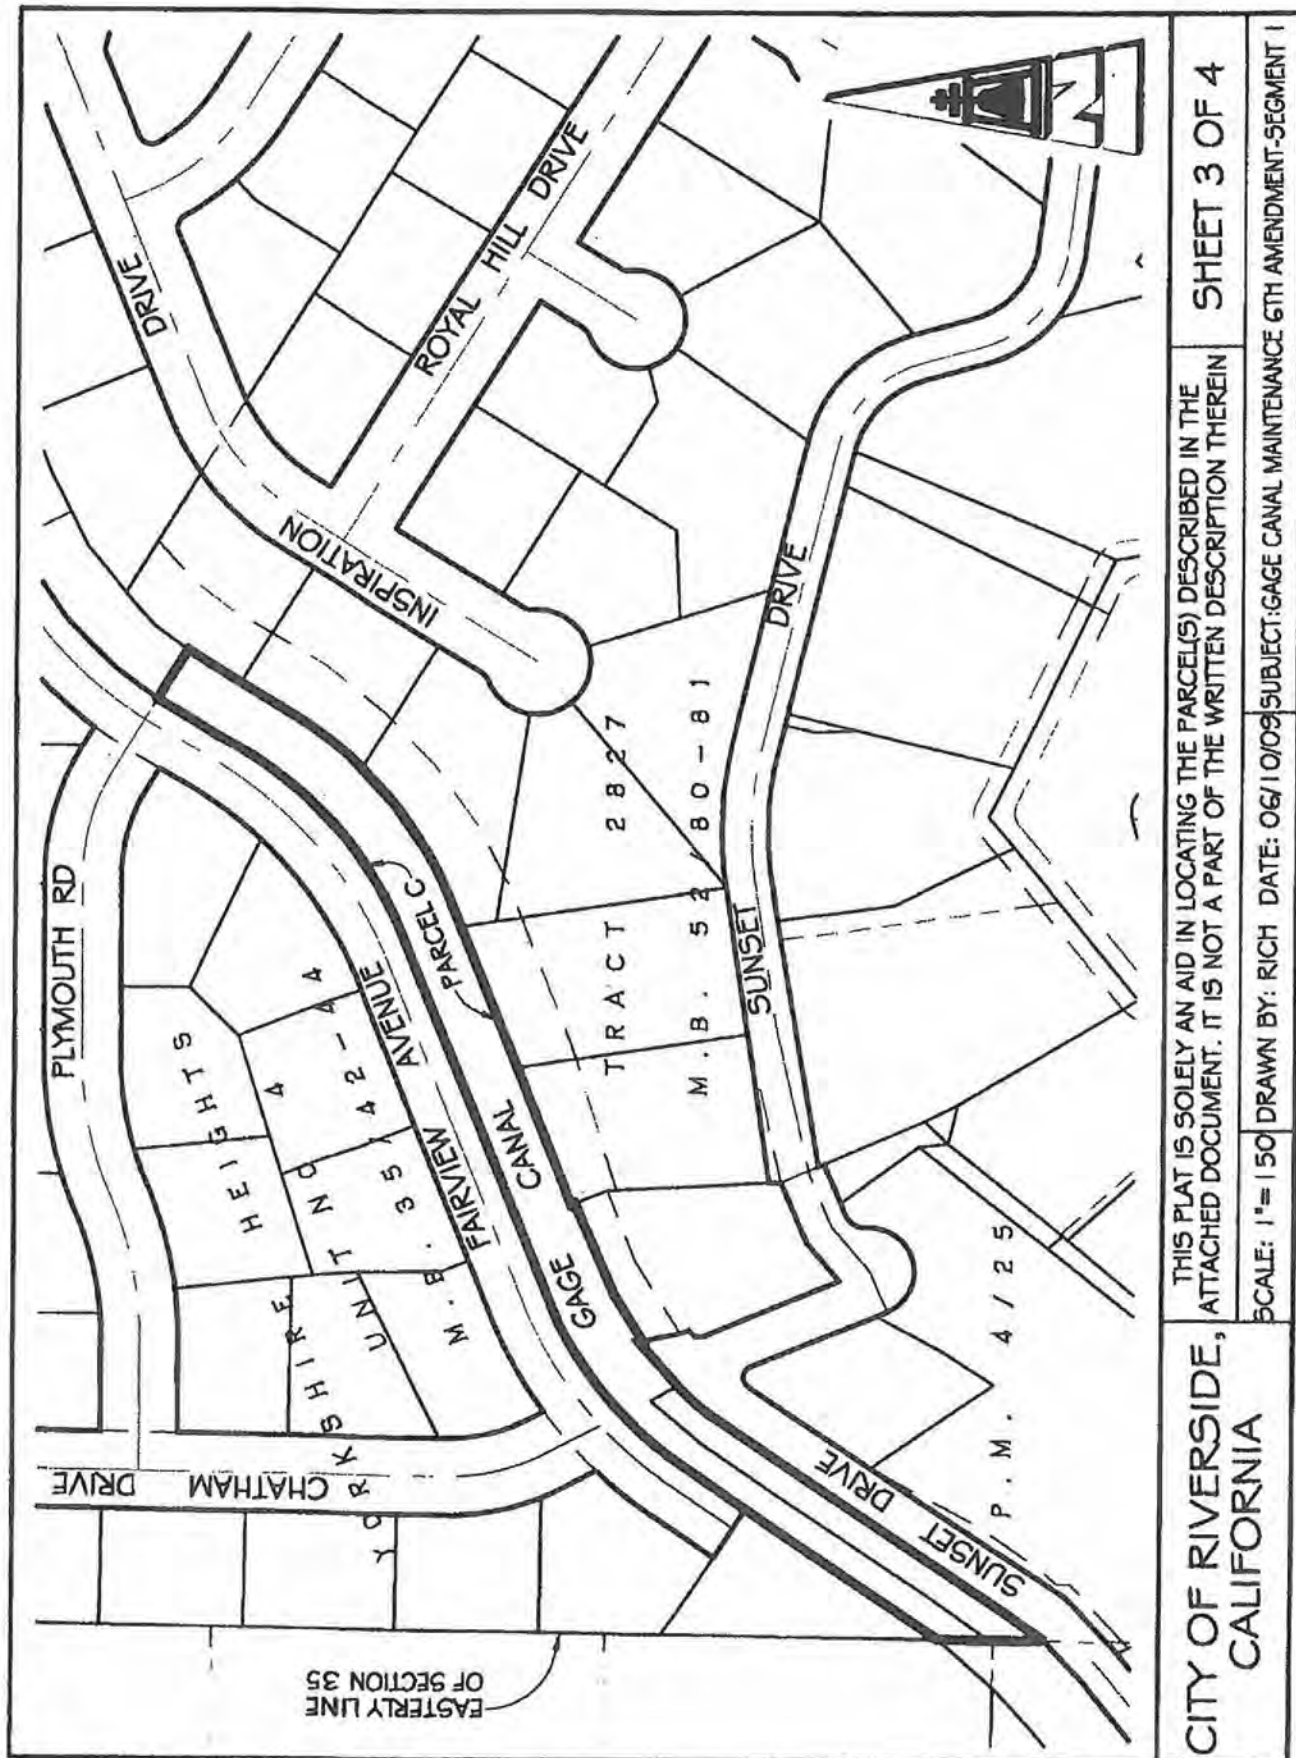 PLYMOUTH RD
DRIVE
INSPIRATION
ROYAL HILL DRIVE
HEIGHTS
YORKSHIRE
UNIT NO 4
M.B. 35/42-44
FAIRVIEW AVENUE
PARCEL C
GAGE CANAL
TRACT 2827
M.B. 52 80-81
SUNSET DRIVE
CHATHAM DRIVE
SUNSET DRIVE
P.M. 4/25
EASTERLY LINE
OF SECTION 35
N
CITY OF RIVERSIDE,
CALIFORNIA
THIS PLAT IS SOLELY AN AID IN LOCATING THE PARCEL(S) DESCRIBED IN THE
ATTACHED DOCUMENT. IT IS NOT A PART OF THE WRITTEN DESCRIPTION THEREIN
SHEET 3 OF 4
SCALE: 1"=150'
DRAWN BY: RICH DATE: 06/10/09
SUBJECT:GAGE CANAL MAINTENANCE 6TH AMENDMENT-SEGMENT 1